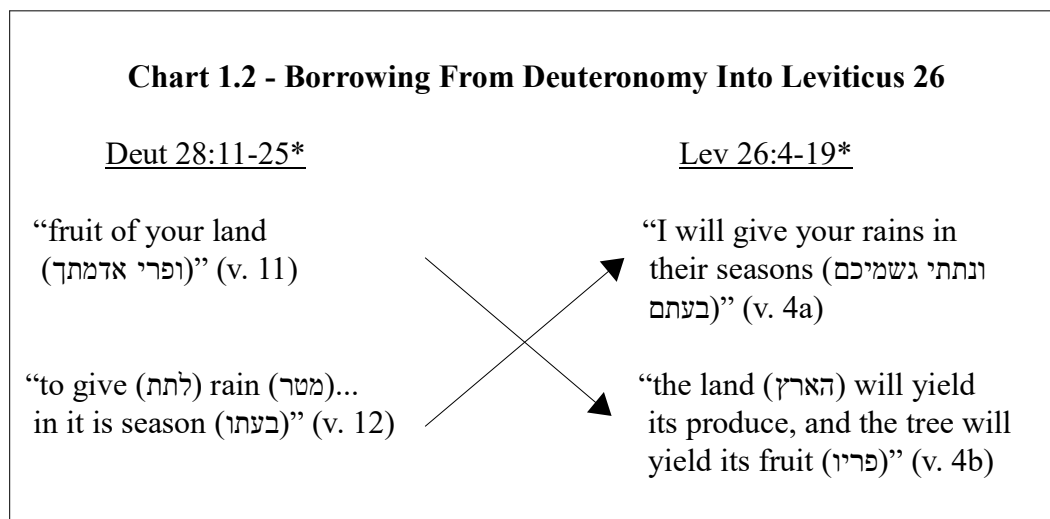 Chart 1.2 - Borrowing From Deuteronomy Into Leviticus 26
Deut 28:11-25*
“fruit of your land
(ופרי אדמתך)” (v. 11)
“to give (לתת) rain (מטר)...
in it is season (בעתו)” (v. 12)
Lev 26:4-19*
“I will give your rains in
their seasons (ונתתי גשמיכם
בעתם)” (v. 4a)
“the land (הארץ) will yield
its produce, and the tree will
yield its fruit (פריו)” (v. 4b)